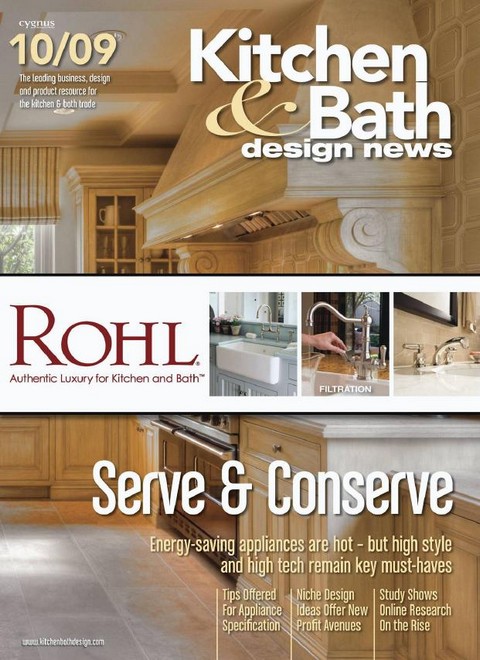 cygnus
10/09
The leading business, design
and product resource for
the kitchen & bath trade
Kitchen
& Bath
design news
ROHL®
Authentic Luxury for Kitchen and Bath™
FILTRATION
Serve & Conserve
Energy-saving appliances are hot – but high style
and high tech remain key must-haves
Tips Offered
For Appliance
Specification
Niche Design
Ideas Offer New
Profit Avenues
Study Shows
Online Research
On the Rise
www.kitchenbathdesign.com